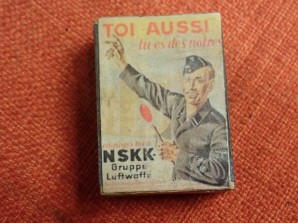 TOI AUSSI
tu es des nôtres
NSKK
Gruppe
Luftwaffe